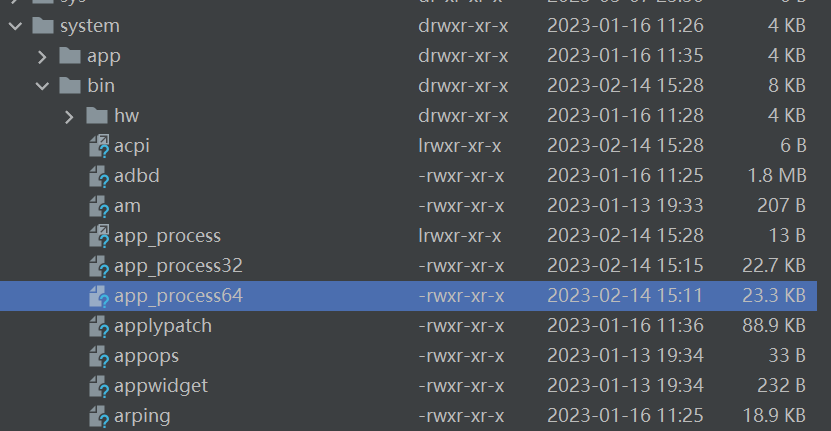 system drwxr-xr-x 2023-01-16 11:26 4 KB
app drwxr-xr-x 2023-01-16 11:35 4 KB
bin drwxr-xr-x 2023-02-14 15:28 8 KB
hw drwxr-xr-x 2023-01-16 11:28 4 KB
acpi lrwxr-xr-x 2023-02-14 15:28 6 B
adbd -rwxr-xr-x 2023-01-16 11:25 1.8 MB
am -rwxr-xr-x 2023-01-13 19:33 207 B
app_process lrwxr-xr-x 2023-02-14 15:28 13 B
app_process32 -rwxr-xr-x 2023-02-14 15:15 22.7 KB
app_process64 -rwxr-xr-x 2023-02-14 15:11 23.3 KB
applypatch -rwxr-xr-x 2023-01-16 11:36 88.9 KB
appops -rwxr-xr-x 2023-01-13 19:34 33 B
appwidget -rwxr-xr-x 2023-01-13 19:34 232 B
arping -rwxr-xr-x 2023-01-16 11:25 18.9 KB